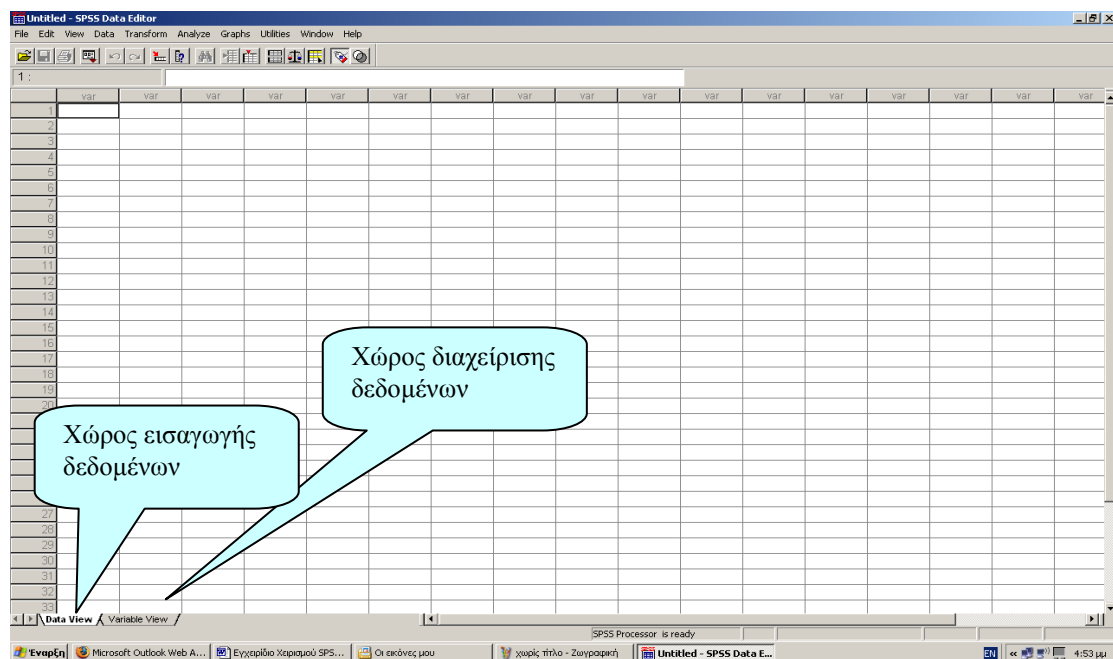 Untitled - SPSS Data Editor
File Edit View Data Transform Analyze Graphs Utilities Window Help
1 :
var var var var var var var var var var var var var var var var var
1
2
3
4
5
6
7
8
9
10
11
12
13
14
15
16
17
18
19
20
Χώρος διαχείρισης
δεδομένων
Χώρος εισαγωγής
δεδομένων
27
28
29
30
31
32
33
Data View Variable View
SPSS Processor is ready
Έναρξη Microsoft Outlook Web A... Εγχειρίδιο Χειρισμού SPS... Οι εικόνες μου χωρίς τίτλο - Ζωγραφική Untitled - SPSS Data E... EN « 4:53 μμ